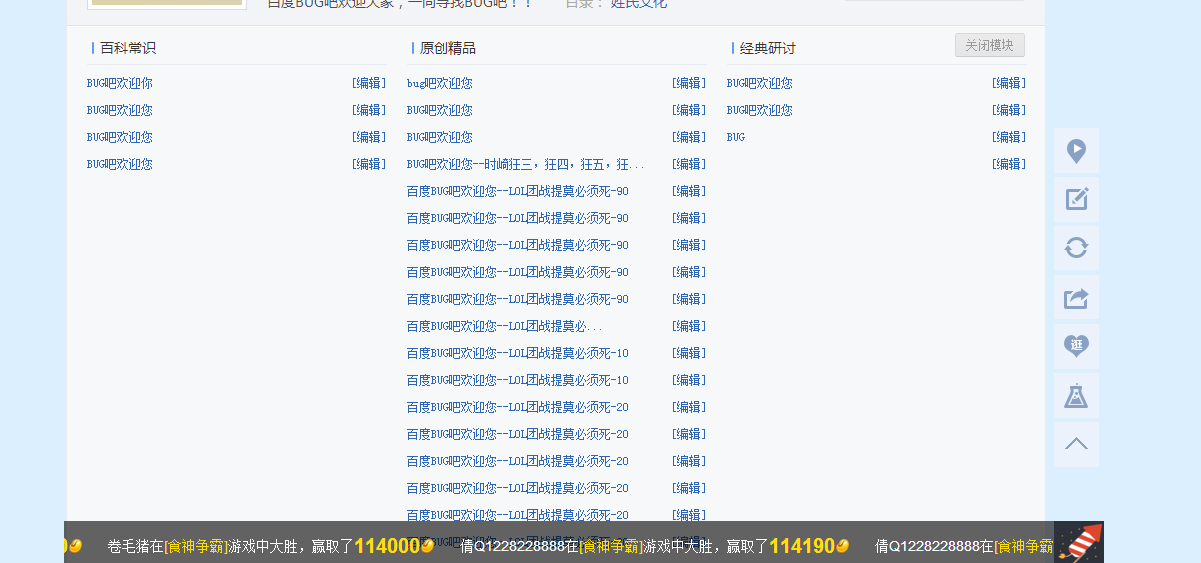 百度BUG吧欢迎大家，一同寻找BUG吧！！ 目录： 姓氏文化
百科常识
BUG吧欢迎你 [编辑]
BUG吧欢迎您 [编辑]
BUG吧欢迎您 [编辑]
BUG吧欢迎您 [编辑]
原创精品
bug吧欢迎您 [编辑]
BUG吧欢迎您 [编辑]
BUG吧欢迎您 [编辑]
BUG吧欢迎您--时崎狂三，狂四，狂五，狂... [编辑]
百度BUG吧欢迎您--LOL团战提莫必须死-90 [编辑]
百度BUG吧欢迎您--LOL团战提莫必须死-90 [编辑]
百度BUG吧欢迎您--LOL团战提莫必须死-90 [编辑]
百度BUG吧欢迎您--LOL团战提莫必须死-90 [编辑]
百度BUG吧欢迎您--LOL团战提莫必须死-90 [编辑]
百度BUG吧欢迎您--LOL团战提莫必... [编辑]
百度BUG吧欢迎您--LOL团战提莫必须死-10 [编辑]
百度BUG吧欢迎您--LOL团战提莫必须死-10 [编辑]
百度BUG吧欢迎您--LOL团战提莫必须死-20 [编辑]
百度BUG吧欢迎您--LOL团战提莫必须死-20 [编辑]
百度BUG吧欢迎您--LOL团战提莫必须死-20 [编辑]
百度BUG吧欢迎您--LOL团战提莫必须死-20 [编辑]
百度BUG吧欢迎您--LOL团战提莫必须死-20 [编辑]
经典研讨 关闭模块
BUG吧欢迎您 [编辑]
BUG吧欢迎您 [编辑]
BUG [编辑]
[编辑]
逛
卷毛猪在[食神争霸]游戏中大胜，赢取了114000 倩Q1228228888在[食神争霸]游戏中大胜，赢取了114190 倩Q1228228888在[食神争霸